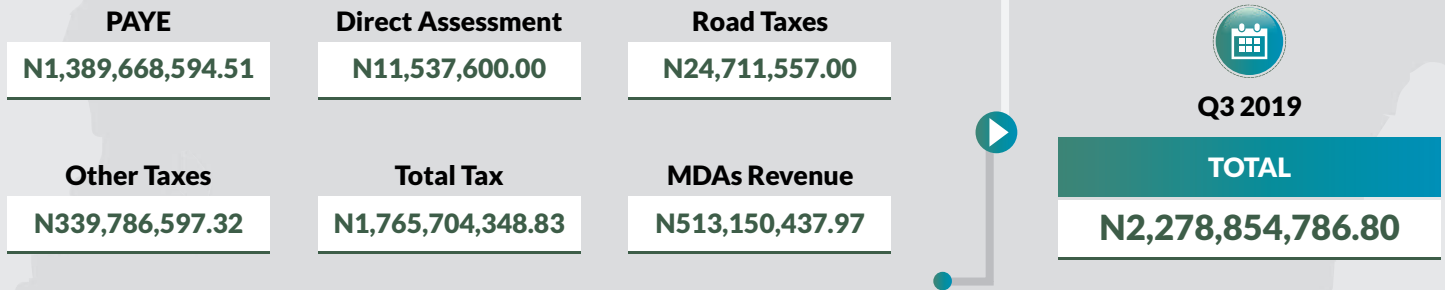 PAYE
N1,389,668,594.51
Direct Assessment
N11,537,600.00
Road Taxes
N24,711,557.00
Other Taxes
N339,786,597.32
Total Tax
N1,765,704,348.83
MDAs Revenue
N513,150,437.97
Q3 2019
TOTAL
N2,278,854,786.80